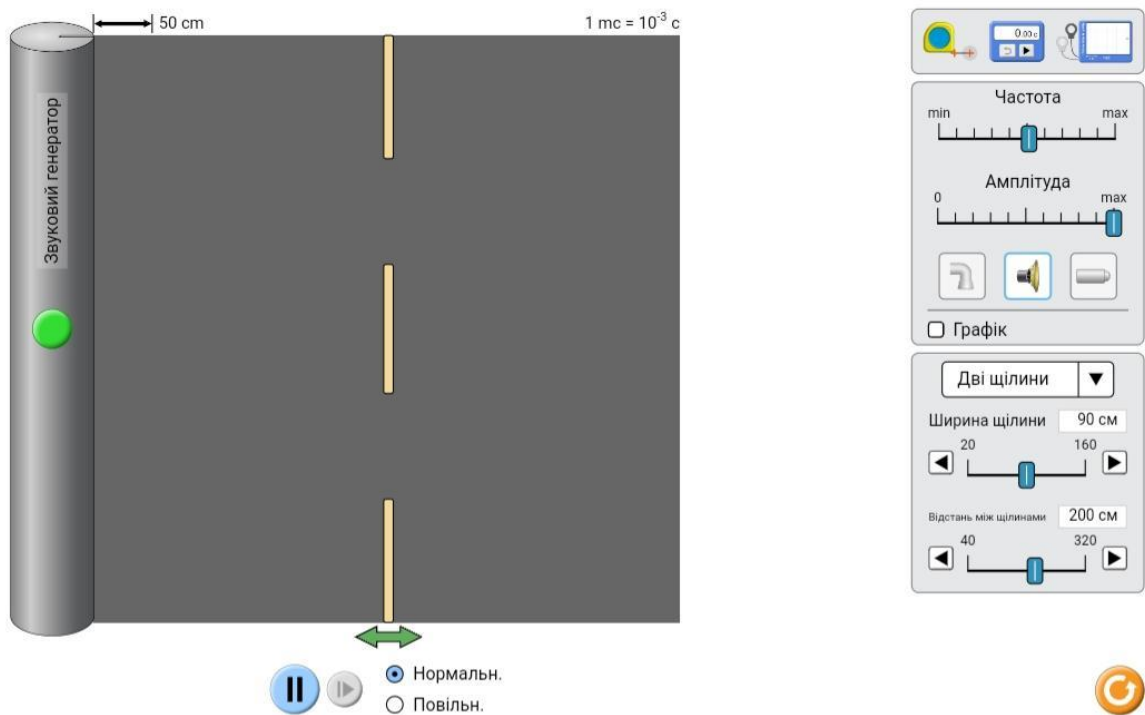 50 cm
1 mc = 10⁻³ c
Звуковий генератор
0.00 c
Частота
min max
Амплітуда
0 max
Графік
Дві щілини
Ширина щілини 90 см
20 160
Відстань між щілинами 200 см
40 320
Нормальн.
Повільн.